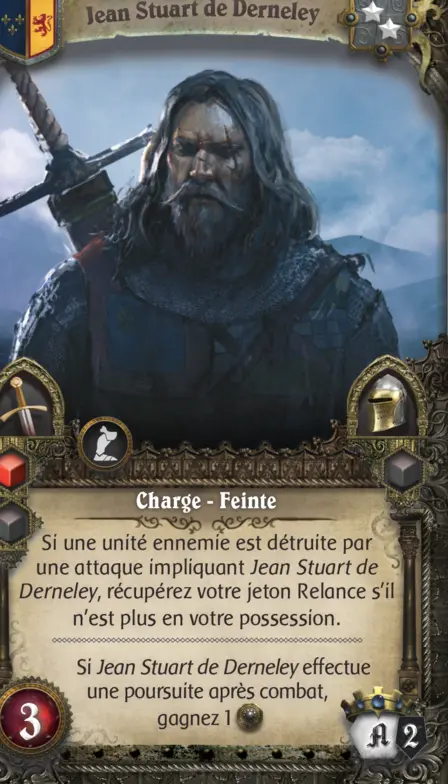 Jean Stuart de Derneley
Charge - Feinte
Si une unité ennemie est détruite par
une attaque impliquant Jean Stuart de
Derneley, récupérez votre jeton Relance s'il
n'est plus en votre possession.
Si Jean Stuart de Derneley effectue
une poursuite après combat,
gagnez 1
3
A 2